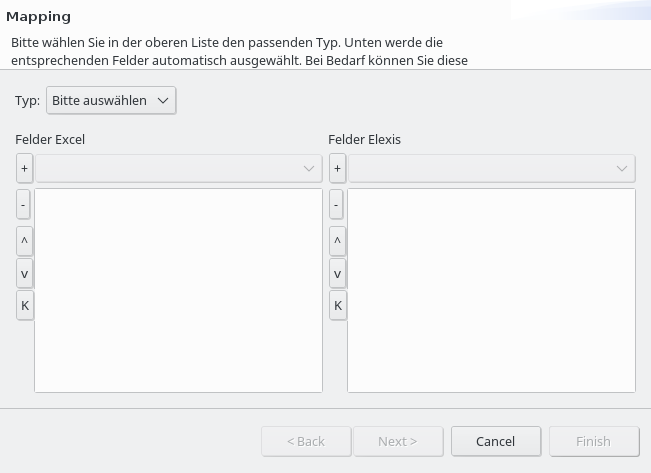 Mapping
Bitte wählen Sie in der oberen Liste den passenden Typ. Unten werde die
entsprechenden Felder automatisch ausgewählt. Bei Bedarf können Sie diese
Typ: Bitte auswählen
Felder Excel Felder Elexis
+ +
- -
^ ^
v v
K K
< Back Next > Cancel Finish